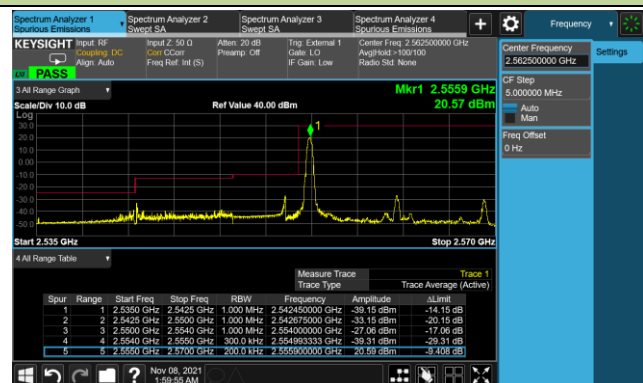 Spectrum Analyzer 1
Spurious Emissions
Spectrum Analyzer 2
Swept SA
Spectrum Analyzer 3
Swept SA
Spectrum Analyzer 4
Spurious Emissions
Frequency
KEYSIGHT
Input: RF
Coupling: DC
Align: Auto
Input Z: 50 Ω
Corr CCorr
Freq Ref: Int (S)
Atten: 20 dB
Preamp: Off
Trig: External 1
Gate: LO
IF Gain: Low
Center Freq: 2.562500000 GHz
Avg|Hold:>100/100
Radio Std: None
LW PASS
Center Frequency
2.562500000 GHz
Settings
CF Step
5.000000 MHz
Auto
Man
Freq Offset
0 Hz
3 All Range Graph
Mkr1 2.5559 GHz
Scale/Div 10.0 dB
Ref Value 40.00 dBm
20.57 dBm
Log
30.0
20.0
10.0
0.00
-10.0
-20.0
-30.0
-40.0
-50.0
1
Start 2.535 GHz
Stop 2.570 GHz
4 All Range Table
Measure Trace Trace 1
Trace Type Trace Average (Active)
Spur Range Start Freq Stop Freq RBW Frequency Amplitude ΔLimit
1 1 2.5350 GHz 2.5425 GHz 1.000 MHz 2.542450000 GHz -39.15 dBm -14.15 dB
2 2 2.5425 GHz 2.5500 GHz 1.000 MHz 2.542675000 GHz -33.15 dBm -20.15 dB
3 3 2.5500 GHz 2.5540 GHz 1.000 MHz 2.554000000 GHz -27.06 dBm -17.06 dB
4 4 2.5540 GHz 2.5550 GHz 300.0 kHz 2.554993333 GHz -39.31 dBm -29.31 dB
5 5 2.5550 GHz 2.5700 GHz 200.0 kHz 2.555900000 GHz 20.59 dBm -9.408 dB
Nov 08, 2021
1:59:55 AM